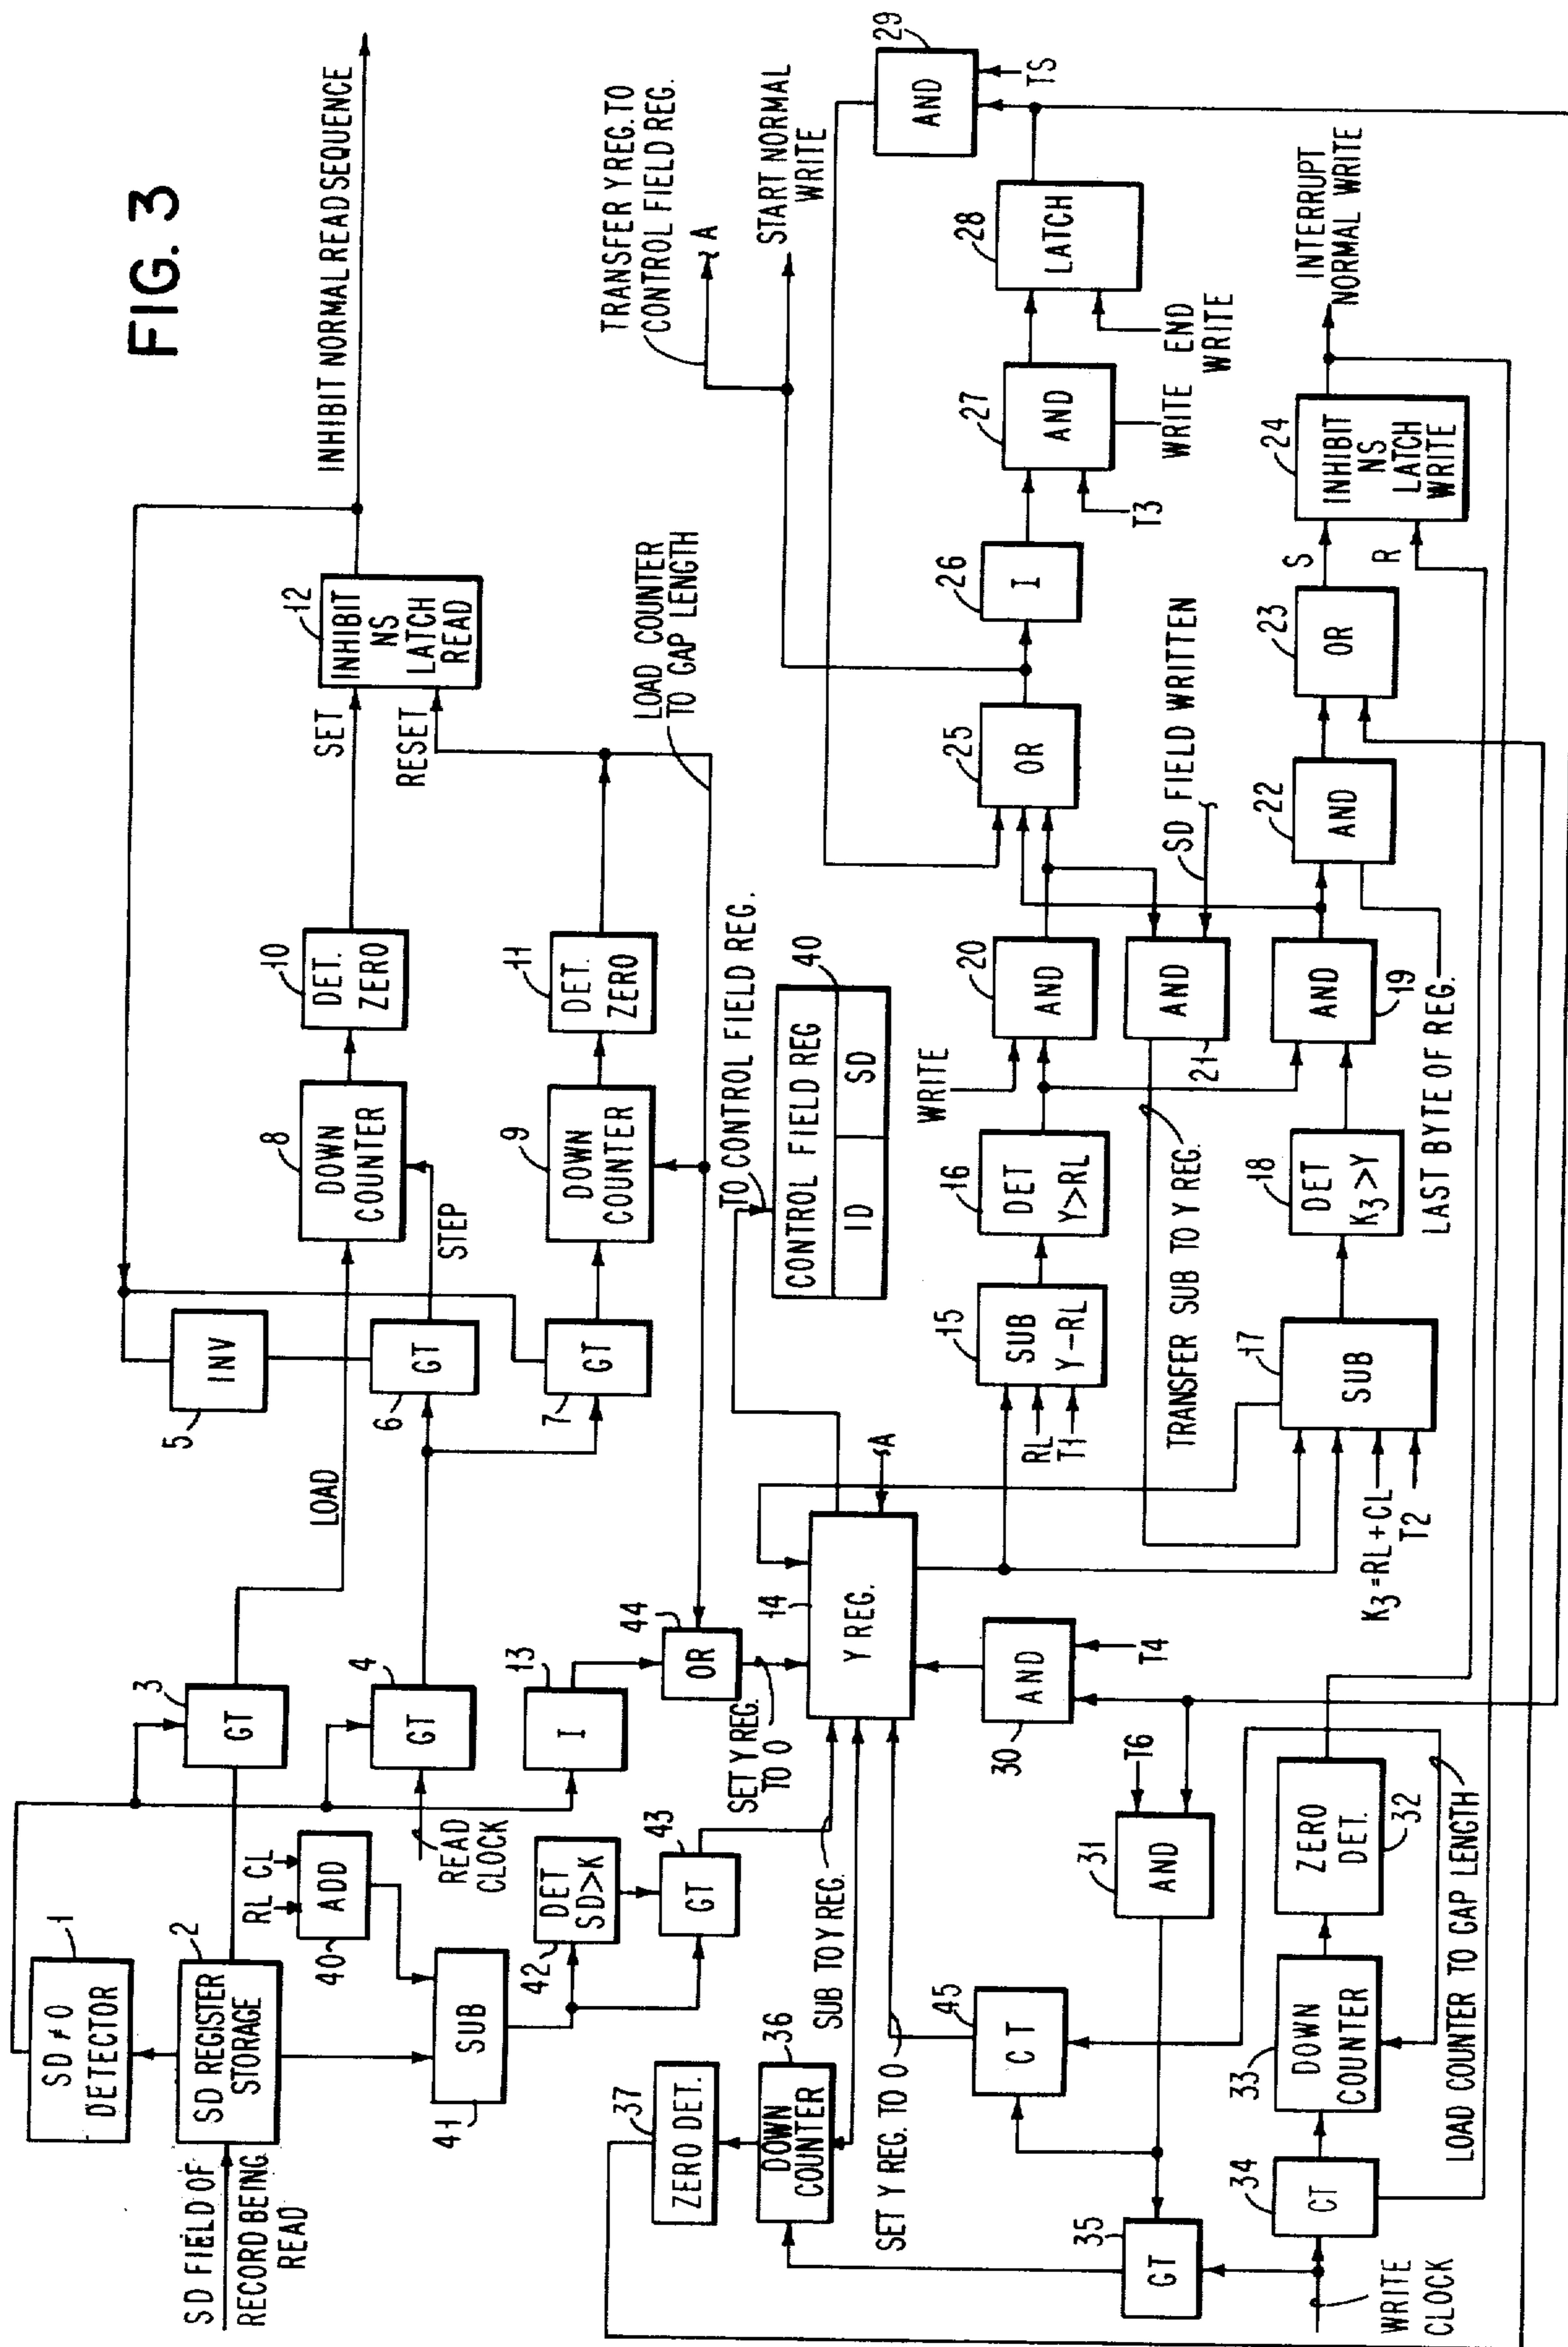 FIG. 3
INHIBIT NORMAL READ SEQUENCE
SD ≠ 0
DETECTOR
1
SD REGISTER
STORAGE
2
SD FIELD OF
RECORD BEING
READ
RL CL
ADD
40
SUB
41
DET
SD>K
42
GT
43
GT
3
GT
4
READ
CLOCK
I
13
OR
44
SET Y REG.
TO 0
LOAD
INV
5
GT
6
GT
7
STEP
DOWN
COUNTER
8
DOWN
COUNTER
9
DET.
ZERO
10
DET.
ZERO
11
SET
RESET
INHIBIT
NS
LATCH
READ
12
LOAD COUNTER
TO GAP LENGTH
TO CONTROL FIELD REG.
CONTROL FIELD REG
ID
SD
40
TRANSFER Y REG. TO
CONTROL FIELD REG.
A
START NORMAL
WRITE
Y REG.
14
A
SUB TO Y REG.
SET Y REG. TO 0
SUB
Y-RL
15
RL
T1
DET
Y>RL
16
WRITE
AND
20
AND
21
SD FIELD WRITTEN
TRANSFER SUB TO Y REG.
SUB
17
K3=RL+CL
T2
DET
K3>Y
18
AND
19
LAST BYTE OF REG.
AND
22
OR
23
S
R
INHIBIT
NS
LATCH
WRITE
24
INTERRUPT
NORMAL WRITE
OR
25
I
26
T3
AND
27
WRITE
LATCH
28
END
WRITE
AND
29
TS
ZERO DET.
37
DOWN
COUNTER
36
CT
45
AND
30
T4
AND
31
T6
GT
35
CT
34
WRITE
CLOCK
DOWN
COUNTER
33
ZERO
DET.
32
LOAD COUNTER TO GAP LENGTH